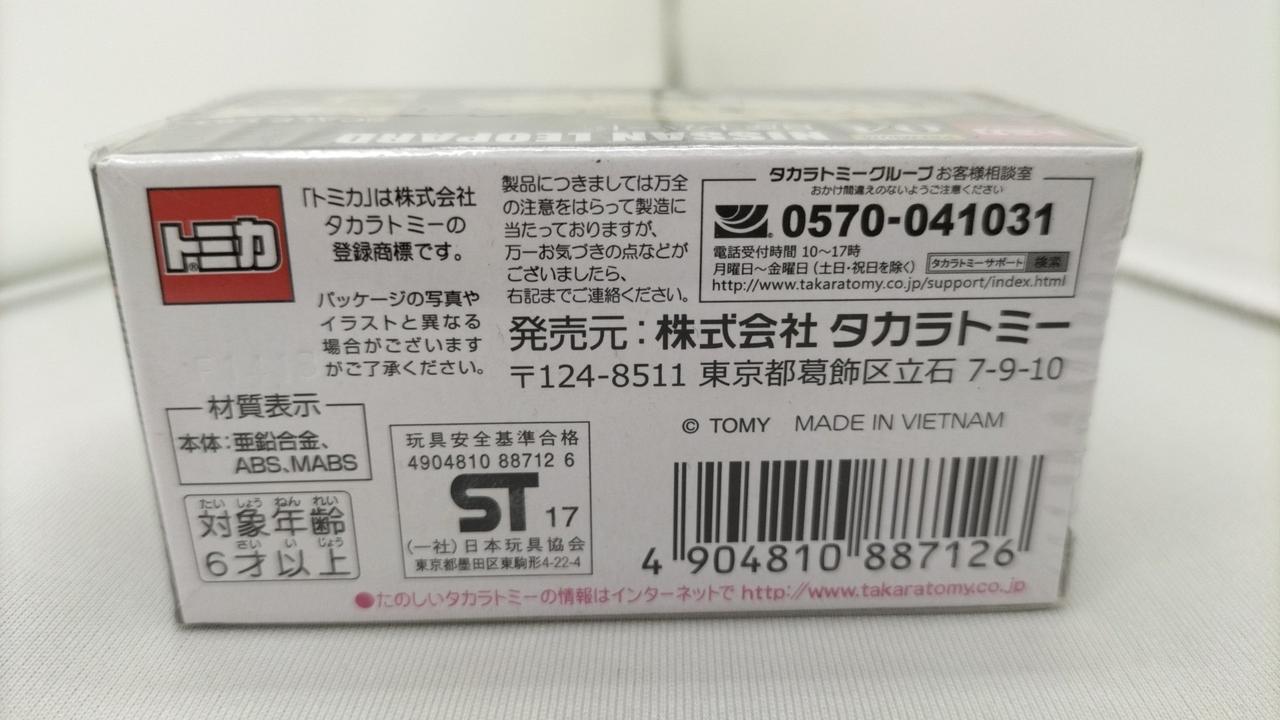 NISSAN LEOPARD
トミカ®
「トミカ」は株式会社
タカラトミーの
登録商標です。
パッケージの写真や
イラストと異なる
場合がございます
がご了承ください。
製品につきましては万全
の注意をはらって製造に
当たっておりますが、
万一お気づきの点などが
ございましたら、
右記までご連絡ください。
タカラトミーグループお客様相談室
おかけ間違えのないようご注意ください
0570-041031
電話受付時間 10〜17時
月曜日〜金曜日 (土日・祝日を除く) タカラトミーサポート 検索
http://www.takaratomy.co.jp/support/index.html
発売元：株式会社 タカラトミー
〒124-8511 東京都葛飾区立石 7-9-10
© TOMY MADE IN VIETNAM
材質表示
本体：亜鉛合金、
ABS、MABS
たい しょう ねん れい
対象年齢
さい い じょう
6才以上
玩具安全基準合格
4904810 88712 6
ST 17
(一社) 日本玩具協会
東京都墨田区東駒形4-22-4
4 904810 887126
●たのしいタカラトミーの情報はインターネットで http://www.takaratomy.co.jp